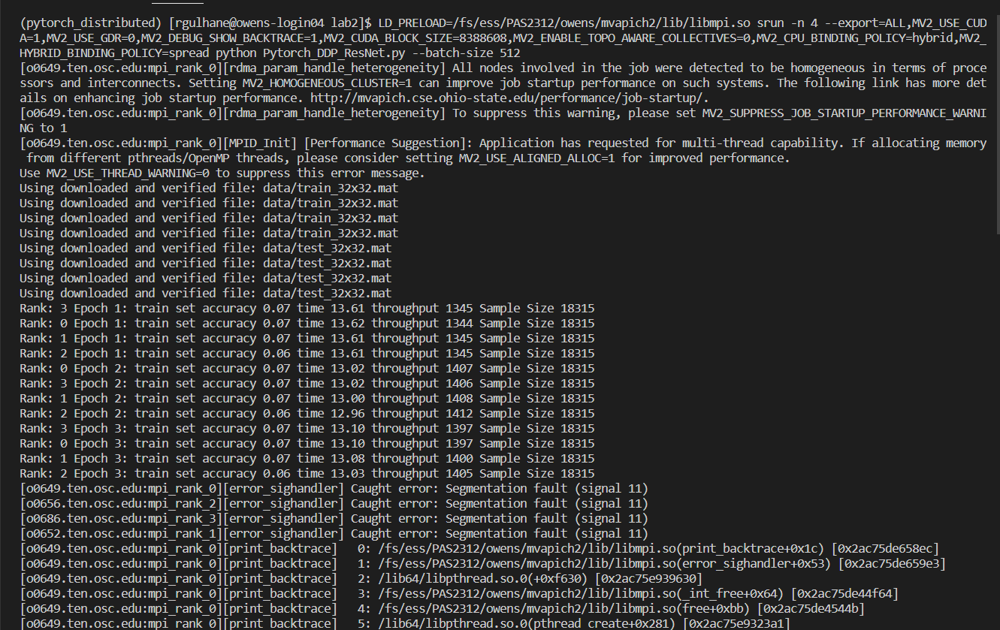 (pytorch_distributed) [rgulhane@owens-login04 lab2]$ LD_PRELOAD=/fs/ess/PAS2312/owens/mvapich2/lib/libmpi.so srun -n 4 --export=ALL,MV2_USE_CUD
A=1,MV2_USE_GDR=0,MV2_DEBUG_SHOW_BACKTRACE=1,MV2_CUDA_BLOCK_SIZE=8388608,MV2_ENABLE_TOPO_AWARE_COLLECTIVES=0,MV2_CPU_BINDING_POLICY=hybrid,MV2_
HYBRID_BINDING_POLICY=spread python Pytorch_DDP_ResNet.py --batch-size 512
[o0649.ten.osc.edu:mpi_rank_0][rdma_param_handle_heterogeneity] All nodes involved in the job were detected to be homogeneous in terms of proce
ssors and interconnects. Setting MV2_HOMOGENEOUS_CLUSTER=1 can improve job startup performance on such systems. The following link has more det
ails on enhancing job startup performance. http://mvapich.cse.ohio-state.edu/performance/job-startup/.
[o0649.ten.osc.edu:mpi_rank_0][rdma_param_handle_heterogeneity] To suppress this warning, please set MV2_SUPPRESS_JOB_STARTUP_PERFORMANCE_WARNI
NG to 1
[o0649.ten.osc.edu:mpi_rank_0][MPID_Init] [Performance Suggestion]: Application has requested for multi-thread capability. If allocating memory
 from different pthreads/OpenMP threads, please consider setting MV2_USE_ALIGNED_ALLOC=1 for improved performance.
Use MV2_USE_THREAD_WARNING=0 to suppress this error message.
Using downloaded and verified file: data/train_32x32.mat
Using downloaded and verified file: data/train_32x32.mat
Using downloaded and verified file: data/train_32x32.mat
Using downloaded and verified file: data/train_32x32.mat
Using downloaded and verified file: data/test_32x32.mat
Using downloaded and verified file: data/test_32x32.mat
Using downloaded and verified file: data/test_32x32.mat
Using downloaded and verified file: data/test_32x32.mat
Rank: 3 Epoch 1: train set accuracy 0.07 time 13.61 throughput 1345 Sample Size 18315
Rank: 0 Epoch 1: train set accuracy 0.07 time 13.62 throughput 1344 Sample Size 18315
Rank: 1 Epoch 1: train set accuracy 0.07 time 13.61 throughput 1345 Sample Size 18315
Rank: 2 Epoch 1: train set accuracy 0.06 time 13.61 throughput 1345 Sample Size 18315
Rank: 0 Epoch 2: train set accuracy 0.07 time 13.02 throughput 1407 Sample Size 18315
Rank: 3 Epoch 2: train set accuracy 0.07 time 13.02 throughput 1406 Sample Size 18315
Rank: 1 Epoch 2: train set accuracy 0.07 time 13.00 throughput 1408 Sample Size 18315
Rank: 2 Epoch 2: train set accuracy 0.06 time 12.96 throughput 1412 Sample Size 18315
Rank: 3 Epoch 3: train set accuracy 0.07 time 13.10 throughput 1397 Sample Size 18315
Rank: 0 Epoch 3: train set accuracy 0.07 time 13.10 throughput 1397 Sample Size 18315
Rank: 1 Epoch 3: train set accuracy 0.07 time 13.08 throughput 1400 Sample Size 18315
Rank: 2 Epoch 3: train set accuracy 0.06 time 13.03 throughput 1405 Sample Size 18315
[o0649.ten.osc.edu:mpi_rank_0][error_sighandler] Caught error: Segmentation fault (signal 11)
[o0656.ten.osc.edu:mpi_rank_2][error_sighandler] Caught error: Segmentation fault (signal 11)
[o0686.ten.osc.edu:mpi_rank_3][error_sighandler] Caught error: Segmentation fault (signal 11)
[o0652.ten.osc.edu:mpi_rank_1][error_sighandler] Caught error: Segmentation fault (signal 11)
[o0649.ten.osc.edu:mpi_rank_0][print_backtrace]   0: /fs/ess/PAS2312/owens/mvapich2/lib/libmpi.so(print_backtrace+0x1c) [0x2ac75de658ec]
[o0649.ten.osc.edu:mpi_rank_0][print_backtrace]   1: /fs/ess/PAS2312/owens/mvapich2/lib/libmpi.so(error_sighandler+0x53) [0x2ac75de659e3]
[o0649.ten.osc.edu:mpi_rank_0][print_backtrace]   2: /lib64/libpthread.so.0(+0xf630) [0x2ac75e939630]
[o0649.ten.osc.edu:mpi_rank_0][print_backtrace]   3: /fs/ess/PAS2312/owens/mvapich2/lib/libmpi.so(_int_free+0x64) [0x2ac75de44f64]
[o0649.ten.osc.edu:mpi_rank_0][print_backtrace]   4: /fs/ess/PAS2312/owens/mvapich2/lib/libmpi.so(free+0xbb) [0x2ac75de4544b]
[o0649.ten.osc.edu:mpi_rank_0][print_backtrace]   5: /lib64/libpthread.so.0(pthread_create+0x281) [0x2ac75e9323a1]